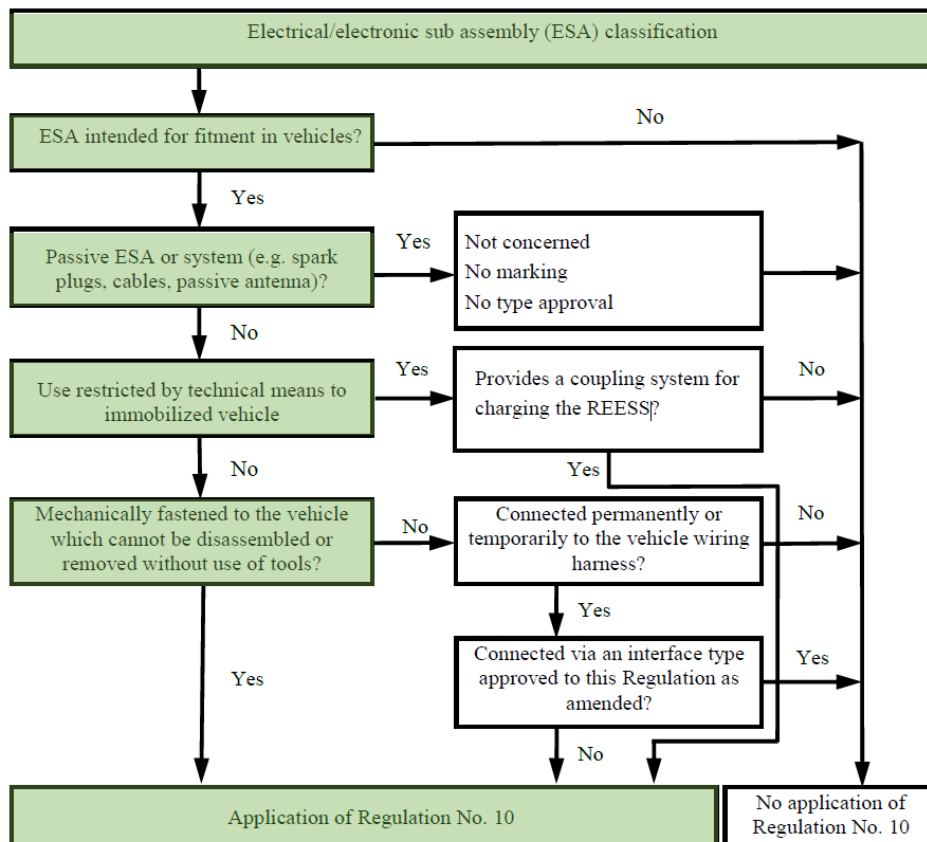 Electrical/electronic sub assembly (ESA) classification
ESA intended for fitment in vehicles?
No
Yes
Passive ESA or system (e.g. spark
plugs, cables, passive antenna)?
Yes
Not concerned
No marking
No type approval
No
Use restricted by technical means to
immobilized vehicle
Yes
Provides a coupling system for
charging the REESS?
No
Yes
No
Mechanically fastened to the vehicle
which cannot be disassembled or
removed without use of tools?
No
Connected permanently or
temporarily to the vehicle wiring
harness?
No
Yes
Connected via an interface type
approved to this Regulation as
amended?
Yes
Yes
No
Application of Regulation No. 10
No application of
Regulation No. 10